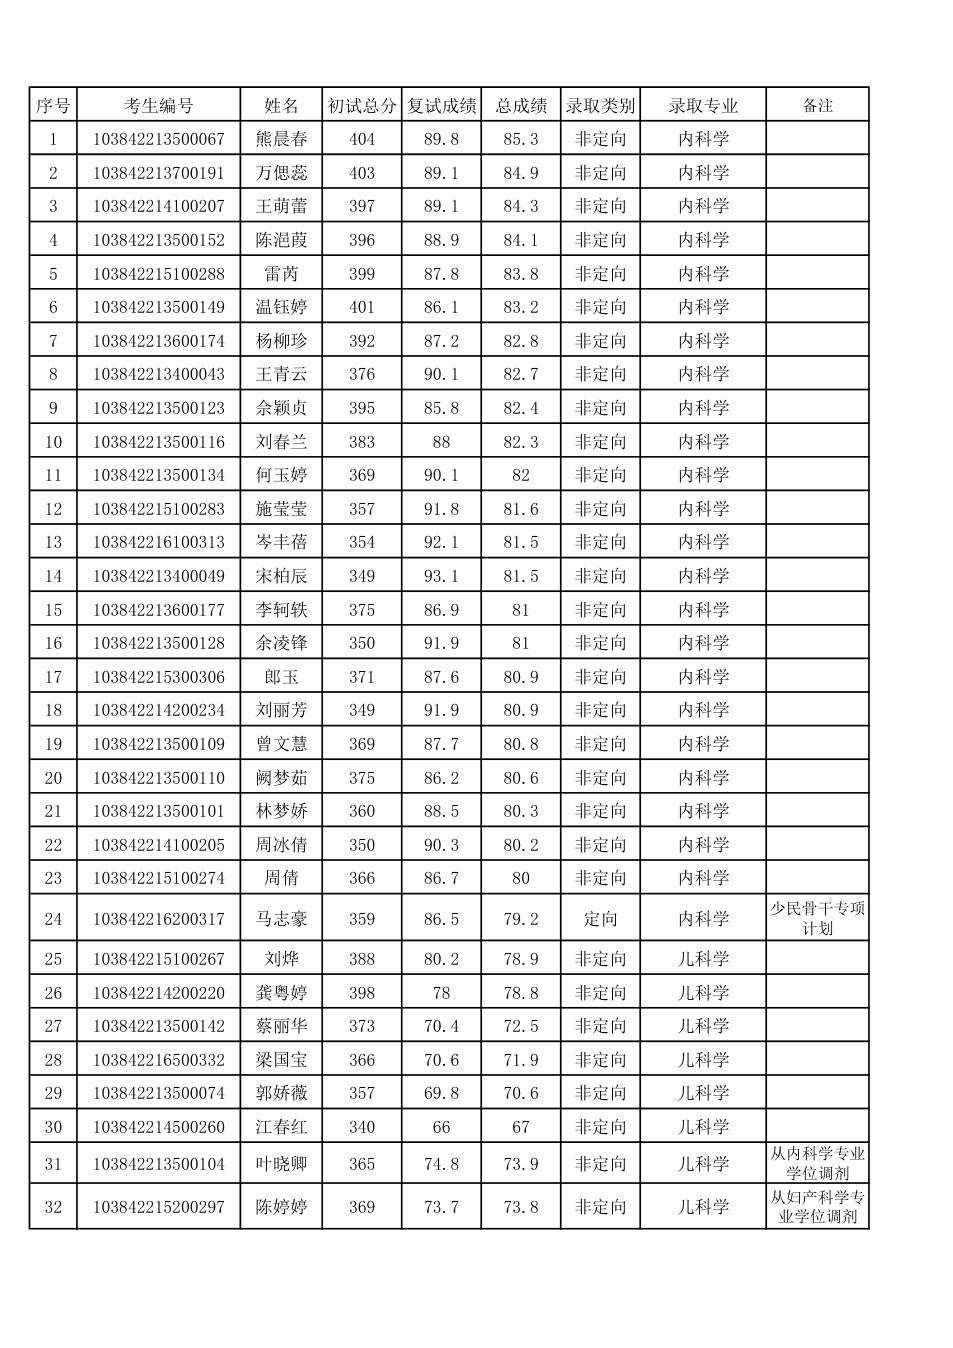 序号 考生编号 姓名 初试总分 复试成绩 总成绩 录取类别 录取专业 备注
1 103842213500067 熊晨春 404 89.8 85.3 非定向 内科学
2 103842213700191 万偲蕊 403 89.1 84.9 非定向 内科学
3 103842214100207 王萌蕾 397 89.1 84.3 非定向 内科学
4 103842213500152 陈浥葭 396 88.9 84.1 非定向 内科学
5 103842215100288 雷芮 399 87.8 83.8 非定向 内科学
6 103842213500149 温钰婷 401 86.1 83.2 非定向 内科学
7 103842213600174 杨柳珍 392 87.2 82.8 非定向 内科学
8 103842213400043 王青云 376 90.1 82.7 非定向 内科学
9 103842213500123 佘颖贞 395 85.8 82.4 非定向 内科学
10 103842213500116 刘春兰 383 88 82.3 非定向 内科学
11 103842213500134 何玉婷 369 90.1 82 非定向 内科学
12 103842215100283 施莹莹 357 91.8 81.6 非定向 内科学
13 103842216100313 岑丰蓓 354 92.1 81.5 非定向 内科学
14 103842213400049 宋柏辰 349 93.1 81.5 非定向 内科学
15 103842213600177 李轲轶 375 86.9 81 非定向 内科学
16 103842213500128 余凌锋 350 91.9 81 非定向 内科学
17 103842215300306 郎玉 371 87.6 80.9 非定向 内科学
18 103842214200234 刘丽芳 349 91.9 80.9 非定向 内科学
19 103842213500109 曾文慧 369 87.7 80.8 非定向 内科学
20 103842213500110 阙梦茹 375 86.2 80.6 非定向 内科学
21 103842213500101 林梦娇 360 88.5 80.3 非定向 内科学
22 103842214100205 周冰倩 350 90.3 80.2 非定向 内科学
23 103842215100274 周倩 366 86.7 80 非定向 内科学
24 103842216200317 马志豪 359 86.5 79.2 定向 内科学 少民骨干专项
计划
25 103842215100267 刘烨 388 80.2 78.9 非定向 儿科学
26 103842214200220 龚粤婷 398 78 78.8 非定向 儿科学
27 103842213500142 蔡丽华 373 70.4 72.5 非定向 儿科学
28 103842216500332 梁国宝 366 70.6 71.9 非定向 儿科学
29 103842213500074 郭娇薇 357 69.8 70.6 非定向 儿科学
30 103842214500260 江春红 340 66 67 非定向 儿科学
31 103842213500104 叶晓卿 365 74.8 73.9 非定向 儿科学 从内科学专业
学位调剂
32 103842215200297 陈婷婷 369 73.7 73.8 非定向 儿科学 从妇产科学专
业学位调剂